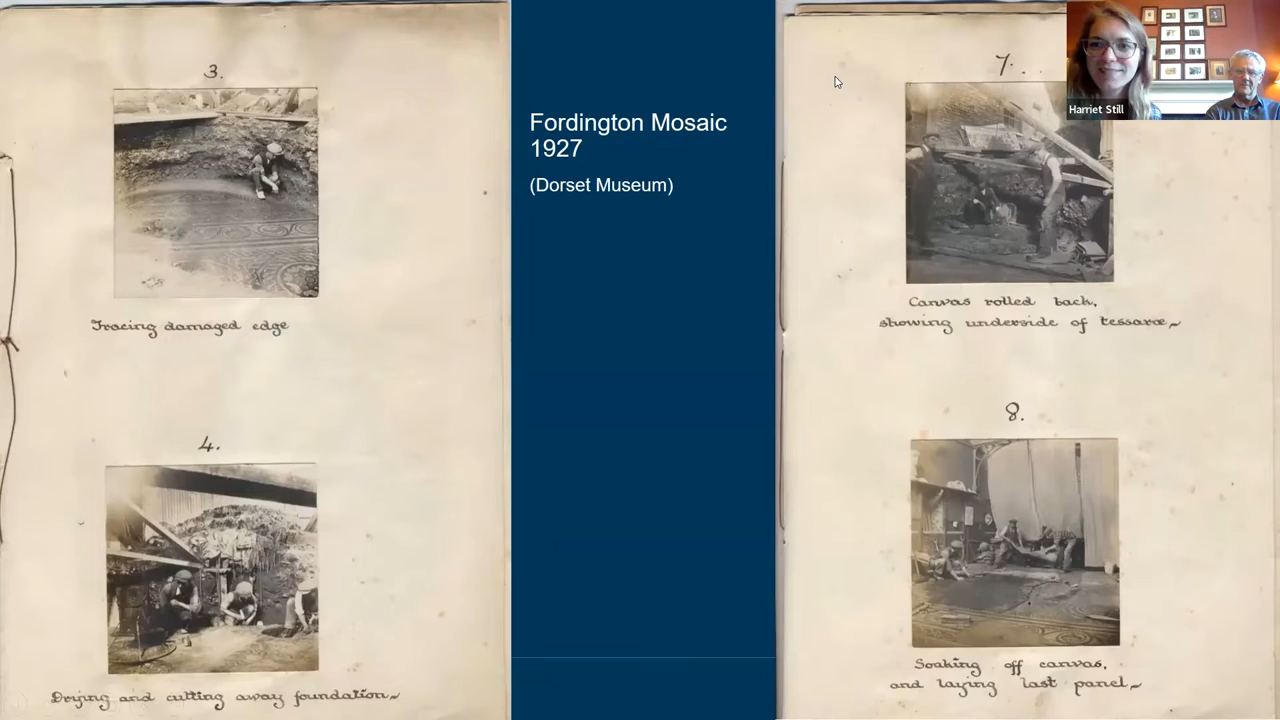 3.
Tracing damaged edge
4.
Drying and cutting away foundation~
Fordington Mosaic
1927
(Dorset Museum)
7. . .
Canvas rolled back,
showing underside of tessarœ~
8.
Soaking off canvas,
and laying last panel~
Harriet Still